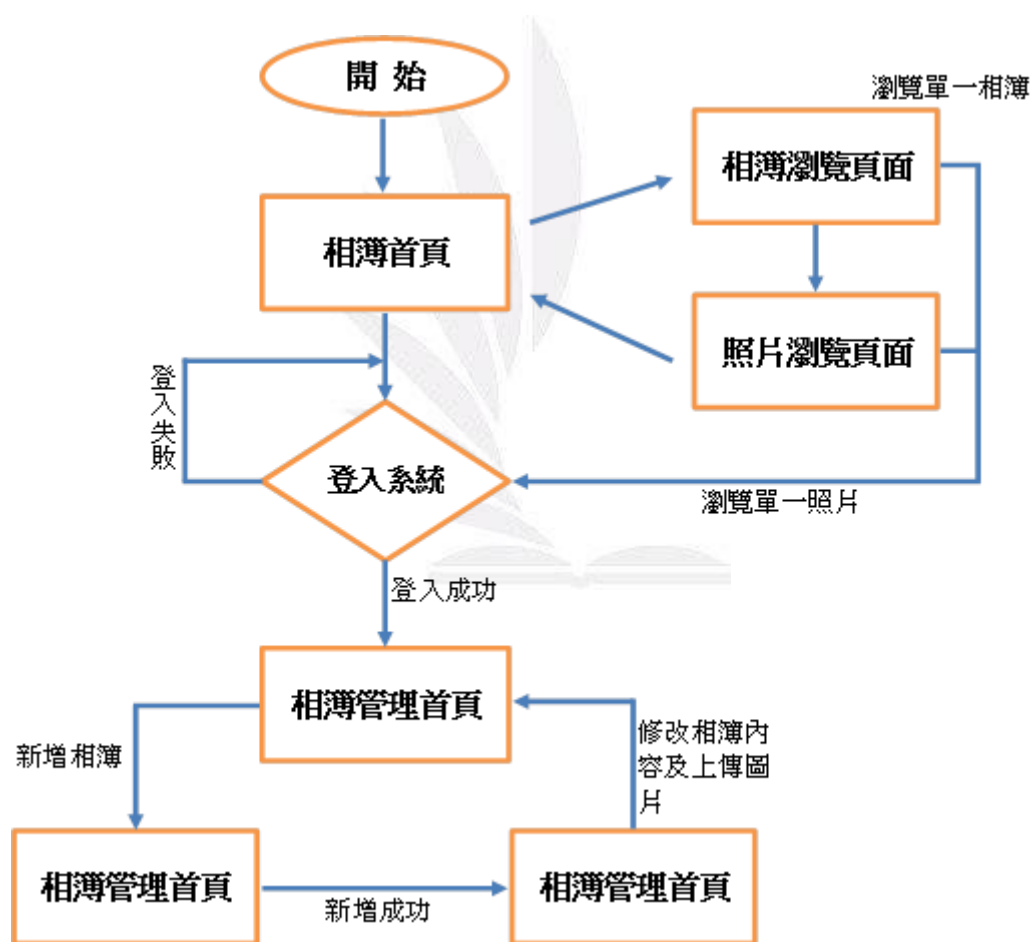 開 始
瀏覽單一相簿
相簿瀏覽頁面
相簿首頁
照片瀏覽頁面
登
入
失
敗
登入系統
瀏覽單一照片
登入成功
相簿管理首頁
新增相簿
修改相簿內
容及上傳圖
片
相簿管理首頁
新增成功
相簿管理首頁